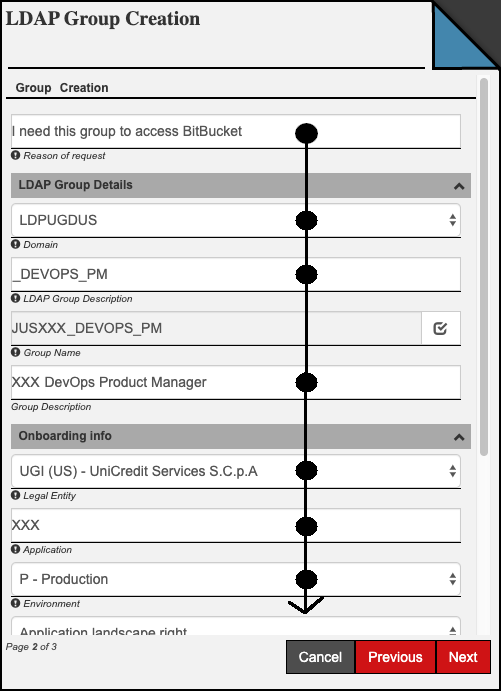 LDAP Group Creation
Group Creation
I need this group to access BitBucket
Reason of request
LDAP Group Details
LDPUGDUS
Domain
_DEVOPS_PM
LDAP Group Description
JUSXXX_DEVOPS_PM
Group Name
XXX DevOps Product Manager
Group Description
Onboarding info
UGI (US) - UniCredit Services S.C.p.A
Legal Entity
XXX
Application
P - Production
Environment
Application landscape right
Page 2 of 3
Cancel Previous Next